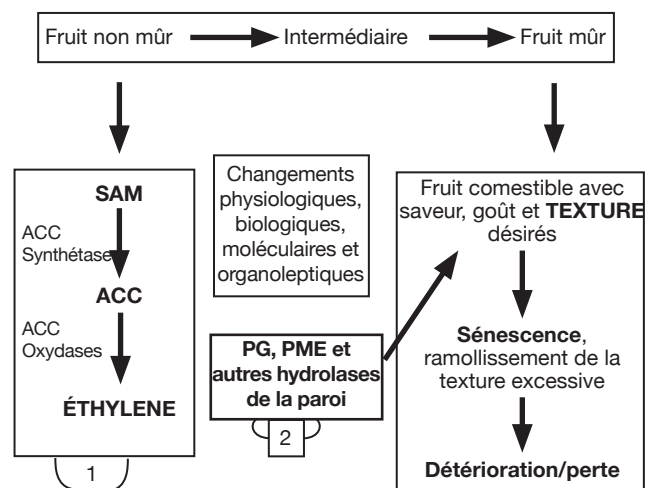 Fruit non mûr Intermédiaire Fruit mûr
SAM
ACC
Synthétase
ACC
ACC
Oxydases
ÉTHYLENE
1
Changements
physiologiques,
biologiques,
moléculaires et
organoleptiques
PG, PME et
autres hydrolases
de la paroi
2
Fruit comestible avec
saveur, goût et TEXTURE
désirés
Sénescence,
ramollissement de la
texture excessive
Détérioration/perte